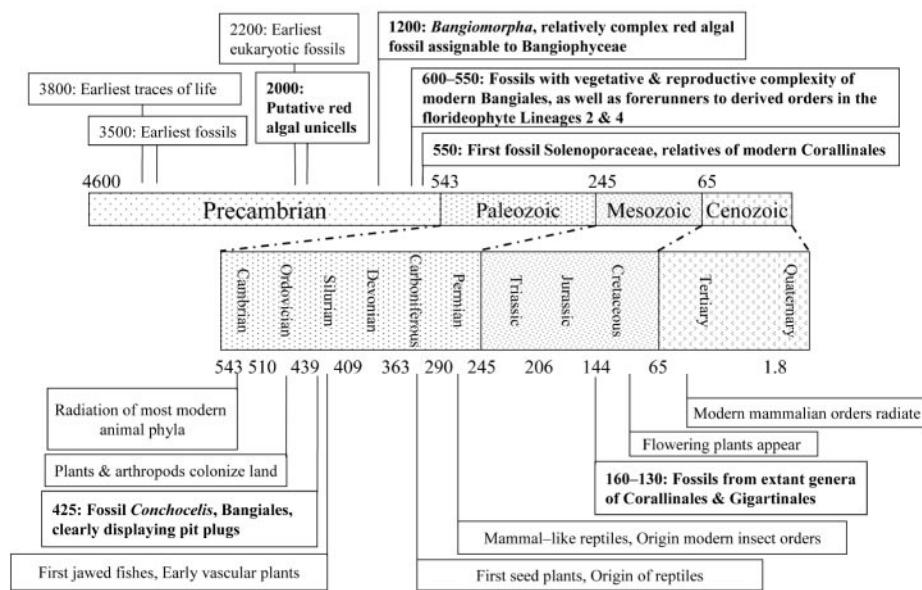 2200: Earliest
eukaryotic fossils
1200: Bangiomorpha, relatively complex red algal
fossil assignable to Bangiophyceae
3800: Earliest traces of life
2000:
Putative red
algal unicells
600–550: Fossils with vegetative & reproductive complexity of
modern Bangiales, as well as forerunners to derived orders in the
florideophyte Lineages 2 & 4
3500: Earliest fossils
550: First fossil Solenoporaceae, relatives of modern Corallinales
4600 543 245 65
Precambrian Paleozoic Mesozoic Cenozoic
Cambrian
Ordovician
Silurian
Devonian
Carboniferous
Permian
Triassic
Jurassic
Cretaceous
Tertiary
Quaternary
543 510 439 409 363 290 245 206 144 65 1.8
Radiation of most modern
animal phyla
Modern mammalian orders radiate
Flowering plants appear
Plants & arthropods colonize land
160–130: Fossils from extant genera
of Corallinales & Gigartinales
425: Fossil Conchocelis, Bangiales,
clearly displaying pit plugs
Mammal–like reptiles, Origin modern insect orders
First jawed fishes, Early vascular plants
First seed plants, Origin of reptiles